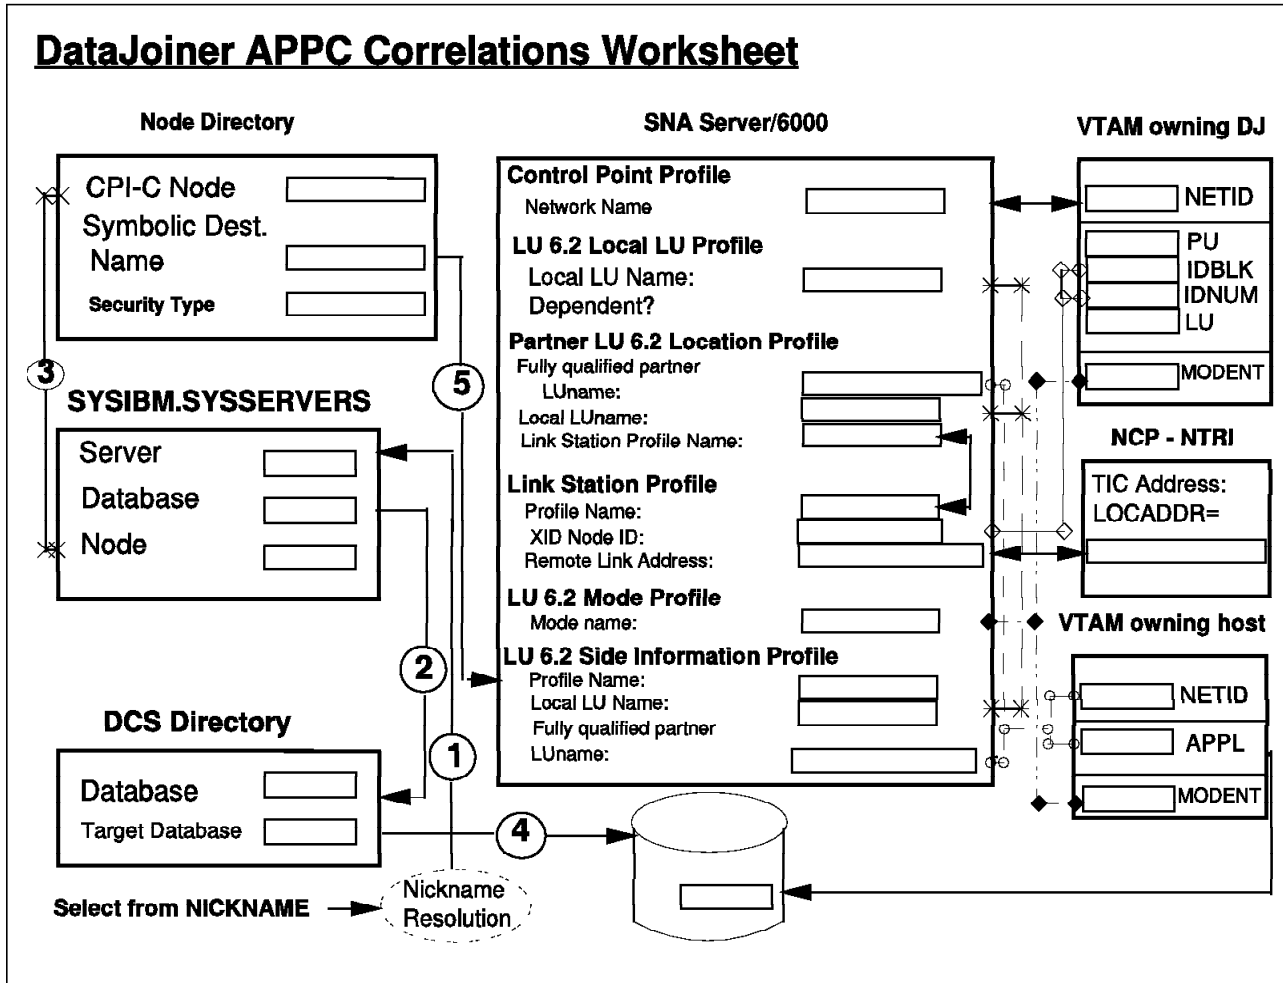 DataJoiner APPC Correlations Worksheet
Node Directory
CPI-C Node
Symbolic Dest.
Name
Security Type
3
5
SYSIBM.SYSSERVERS
Server
Database
Node
2
1
DCS Directory
Database
Target Database
4
Select from NICKNAME
Nickname
Resolution
SNA Server/6000
Control Point Profile
Network Name
LU 6.2 Local LU Profile
Local LU Name:
Dependent?
Partner LU 6.2 Location Profile
Fully qualified partner
LUname:
Local LUname:
Link Station Profile Name:
Link Station Profile
Profile Name:
XID Node ID:
Remote Link Address:
LU 6.2 Mode Profile
Mode name:
LU 6.2 Side Information Profile
Profile Name:
Local LU Name:
Fully qualified partner
LUname:
VTAM owning DJ
NETID
PU
IDBLK
IDNUM
LU
MODENT
NCP - NTRI
TIC Address:
LOCADDR=
VTAM owning host
NETID
APPL
MODENT